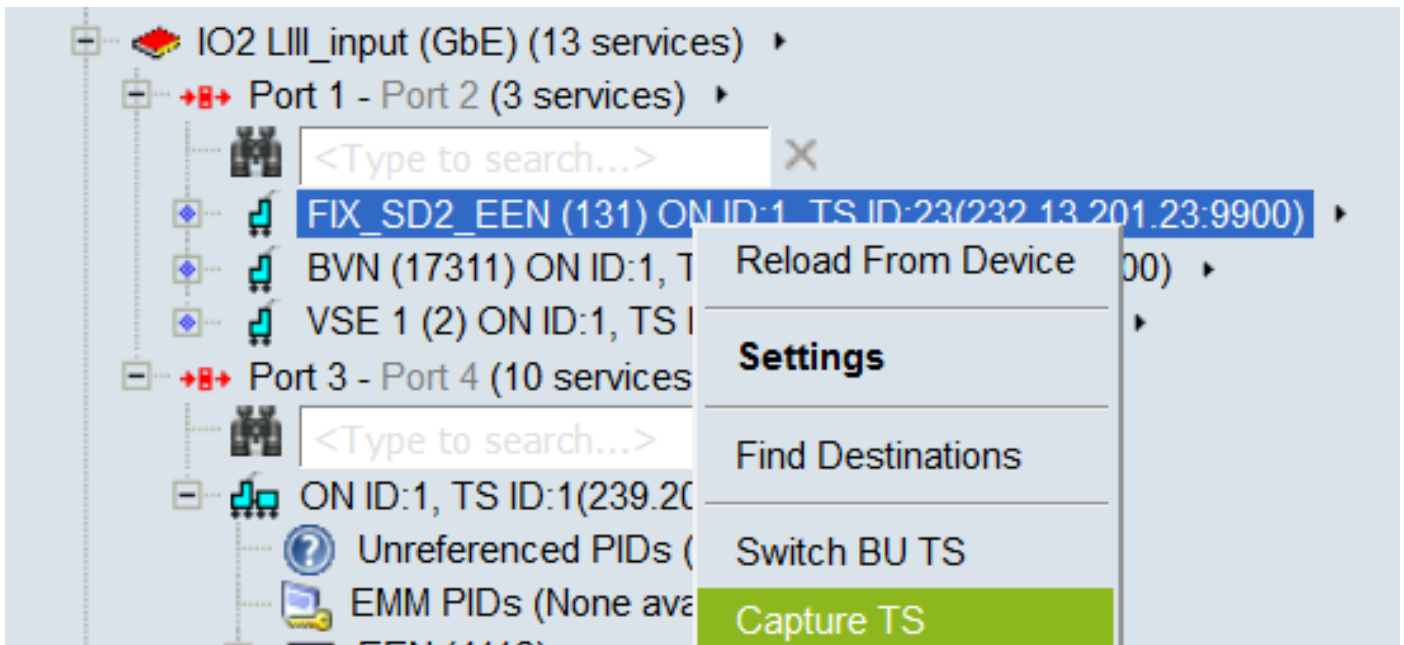 IO2 LIII_input (GbE) (13 services)
Port 1 - Port 2 (3 services)
<Type to search...>
FIX_SD2_EEN (131) ON ID:1, TS ID:23(232.13.201.23:9900)
BVN (17311) ON ID:1, T 00)
VSE 1 (2) ON ID:1, TS I
Port 3 - Port 4 (10 services
<Type to search...>
ON ID:1, TS ID:1(239.20
Unreferenced PIDs (
EMM PIDs (None ava
Reload From Device
Settings
Find Destinations
Switch BU TS
Capture TS